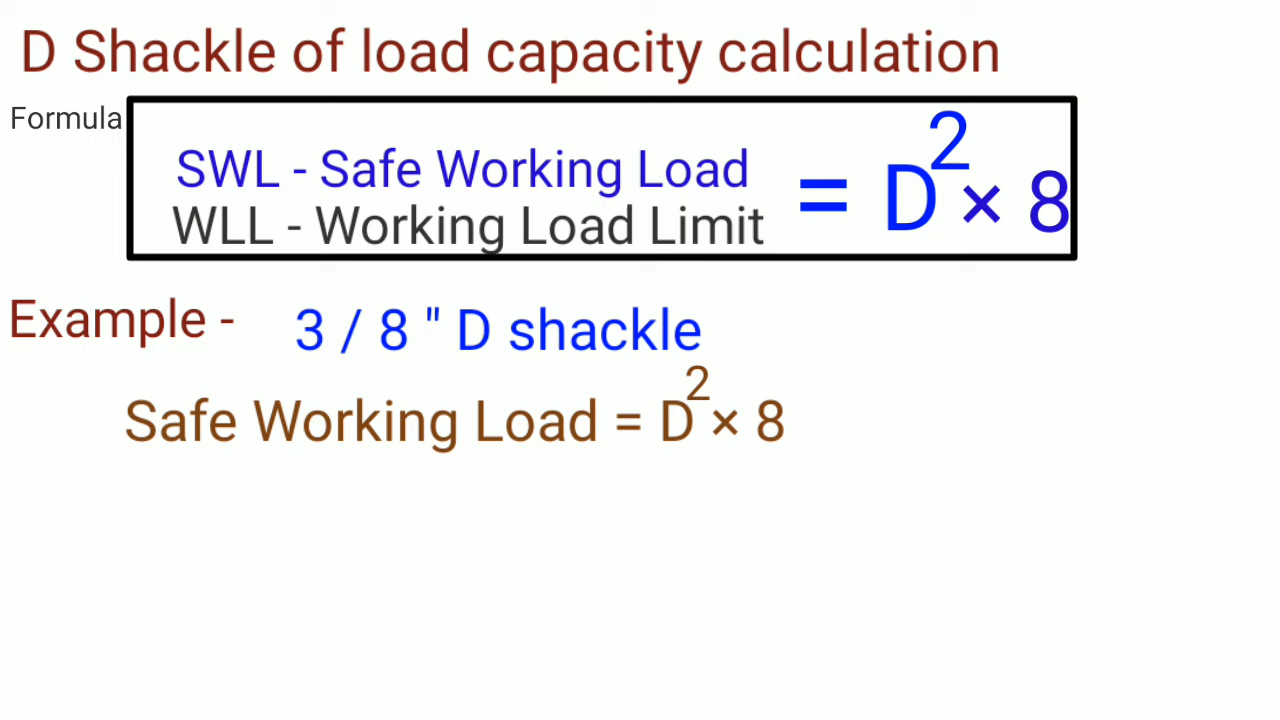 D Shackle of load capacity calculation
Formula
SWL - Safe Working Load
WLL - Working Load Limit
= D² × 8
Example - 3 / 8 " D shackle
Safe Working Load = D² × 8